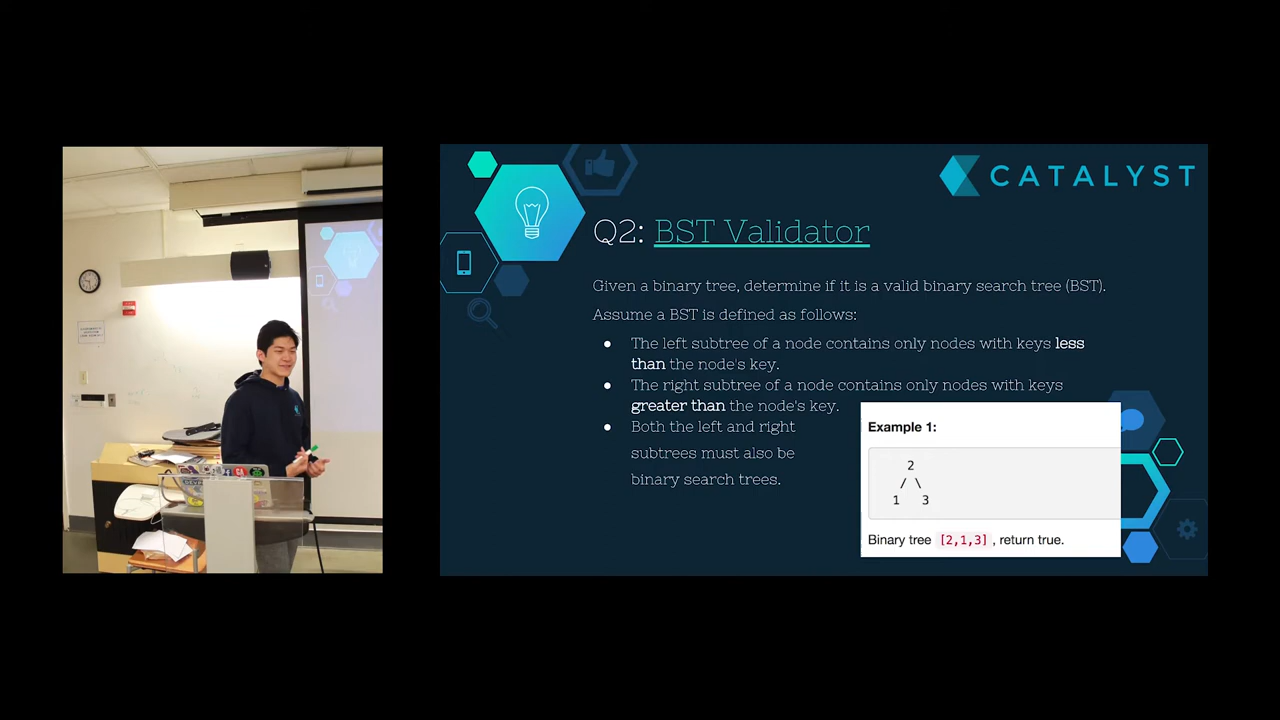 CATALYST
Q2: BST Validator
Given a binary tree, determine if it is a valid binary search tree (BST).
Assume a BST is defined as follows:
● The left subtree of a node contains only nodes with keys less
than the node's key.
● The right subtree of a node contains only nodes with keys
greater than the node's key.
● Both the left and right
subtrees must also be
binary search trees.
Example 1:
2
/ \
1 3
Binary tree [2,1,3] , return true.